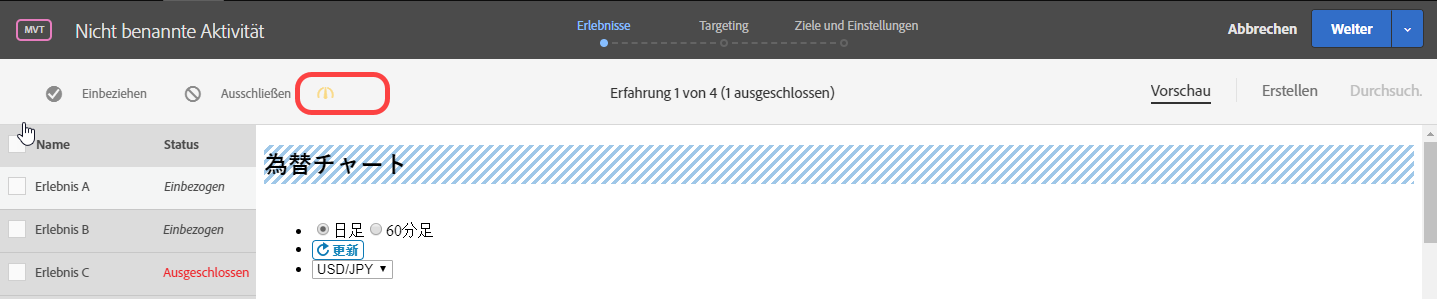 MVT Nicht benannte Aktivität Erlebnisse Targeting Ziele und Einstellungen Abbrechen Weiter
Einbeziehen Ausschließen Erfahrung 1 von 4 (1 ausgeschlossen) Vorschau Erstellen Durchsuch.
Name Status
Erlebnis A Einbezogen
Erlebnis B Einbezogen
Erlebnis C Ausgeschlossen
為替チャート
日足 60分足
更新
USD/JPY